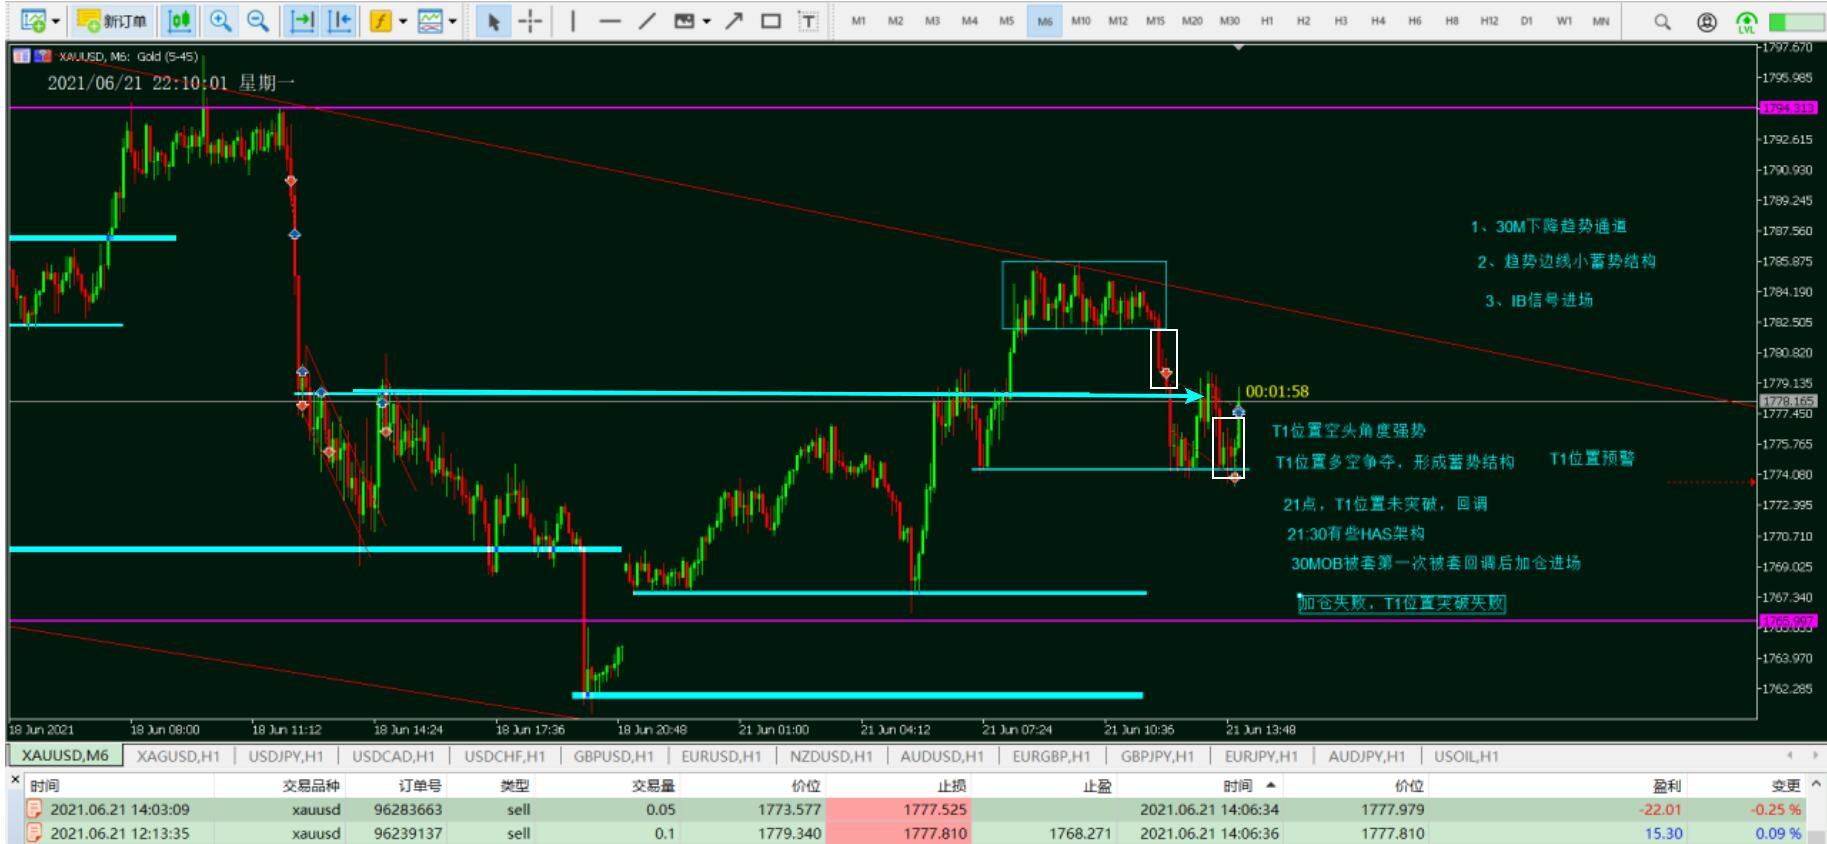 新订单
M1 M2 M3 M4 M5 M6 M10 M12 M15 M20 M30 H1 H2 H3 H4 H6 H8 H12 D1 W1 MN
LVL
XAUUSD, M6: Gold (5-45)
2021/06/21 22:10:01 星期一
1797.670
1795.985
1794.313
1792.615
1790.930
1789.245
1787.560
1785.875
1784.190
1782.505
1780.820
1779.135
1778.165
1777.450
1775.765
1774.080
1772.395
1770.710
1769.025
1767.340
1765.997
1763.970
1762.285
1、30M下降趋势通道
2、趋势边线小蓄势结构
3、IB信号进场
00:01:58
T1位置空头角度强势
T1位置多空争夺，形成蓄势结构
T1位置预警
21点，T1位置未突破，回调
21:30有些HAS架构
30MOB被套第一次被套回调后加仓进场
加仓失败，T1位置突破失败
18 Jun 2021 18 Jun 08:00 18 Jun 11:12 18 Jun 14:24 18 Jun 17:36 18 Jun 20:48 21 Jun 01:00 21 Jun 04:12 21 Jun 07:24 21 Jun 10:36 21 Jun 13:48
XAUUSD,M6 XAGUSD,H1 USDJPY,H1 USDCAD,H1 USDCHF,H1 GBPUSD,H1 EURUSD,H1 NZDUSD,H1 AUDUSD,H1 EURGBP,H1 GBPJPY,H1 EURJPY,H1 AUDJPY,H1 USOIL,H1
时间 交易品种 订单号 类型 交易量 价位 止损 止盈 时间 价位 盈利 变更
2021.06.21 14:03:09 xauusd 96283663 sell 0.05 1773.577 1777.525 2021.06.21 14:06:34 1777.979 -22.01 -0.25 %
2021.06.21 12:13:35 xauusd 96239137 sell 0.1 1779.340 1777.810 1768.271 2021.06.21 14:06:36 1777.810 15.30 0.09 %